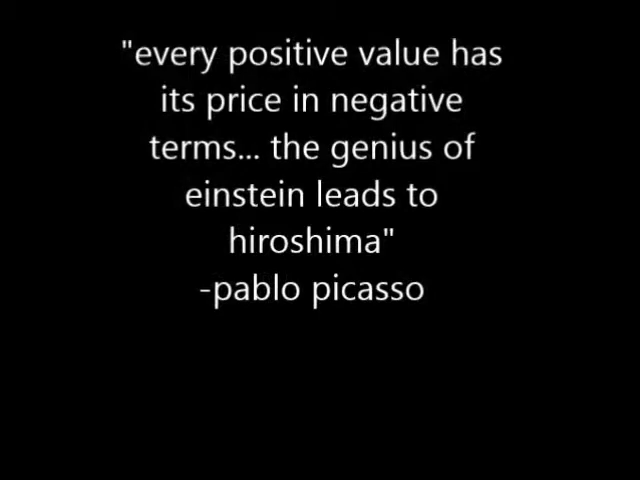 "every positive value has
its price in negative
terms... the genius of
einstein leads to
hiroshima"
-pablo picasso